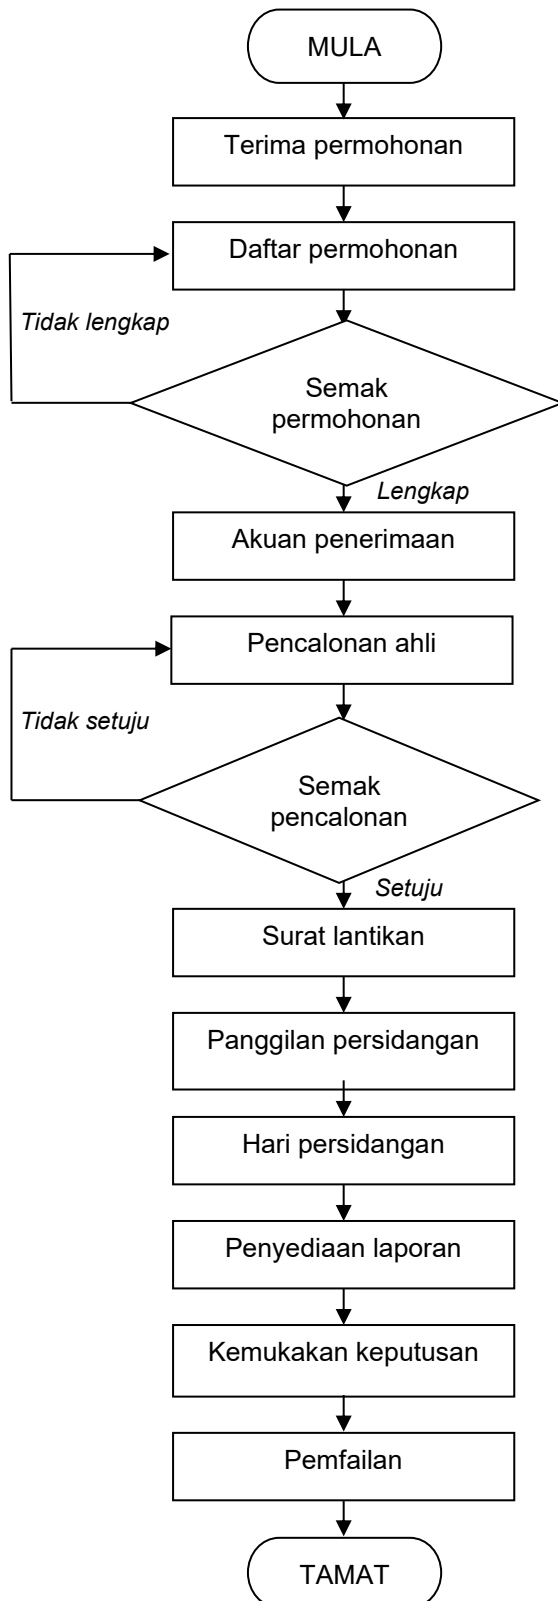 MULA
Terima permohonan
Daftar permohonan
Tidak lengkap
Semak
permohonan
Lengkap
Akuan penerimaan
Pencalonan ahli
Tidak setuju
Semak
pencalonan
Setuju
Surat lantikan
Panggilan persidangan
Hari persidangan
Penyediaan laporan
Kemukakan keputusan
Pemfailan
TAMAT